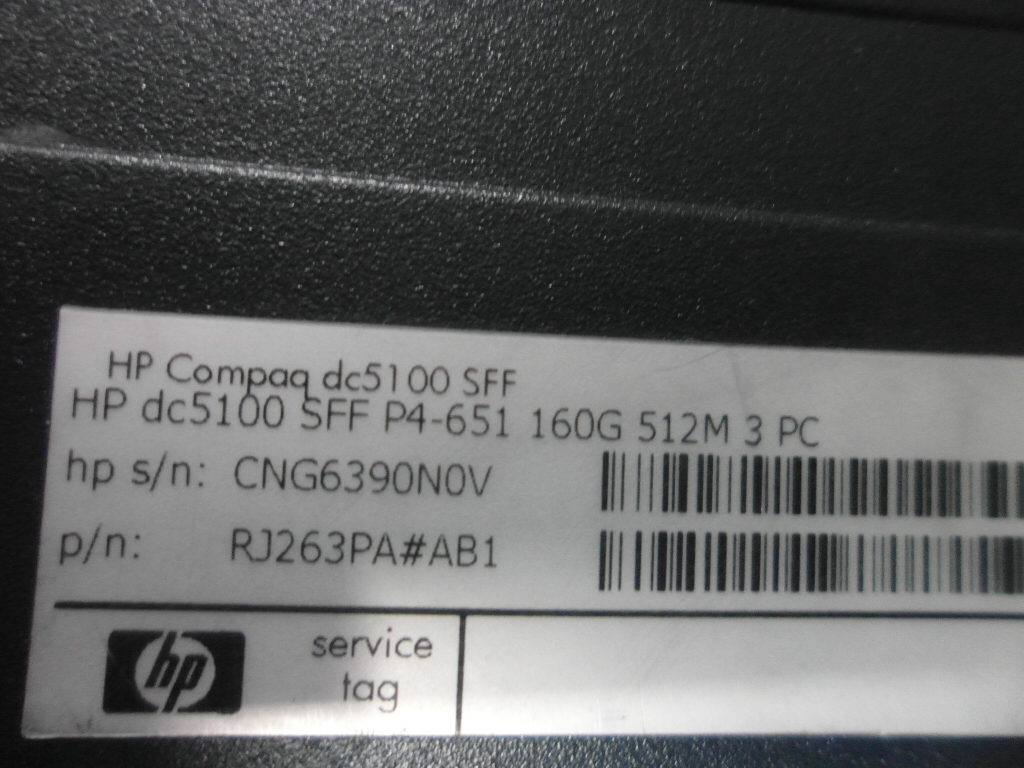 HP Compaq dc5100 SFF
HP dc5100 SFF P4-651 160G 512M 3 PC
hp s/n: CNG6390N0V
p/n: RJ263PA#AB1
hp service
tag